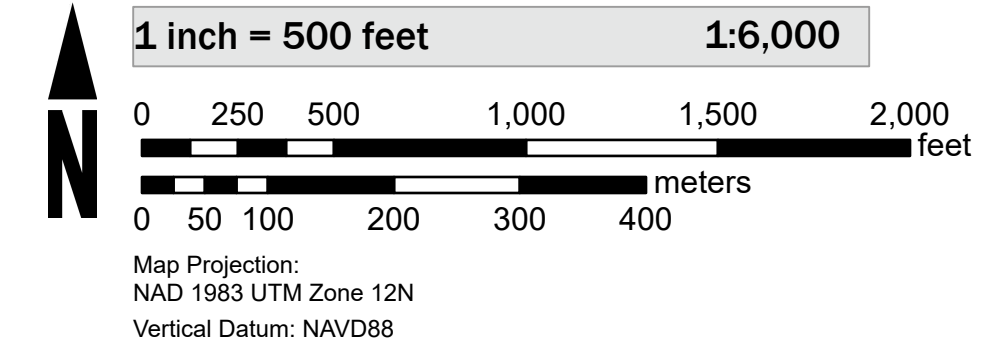 1 inch = 500 feet 1:6,000
0 250 500 1,000 1,500 2,000
feet
meters
0 50 100 200 300 400
N
Map Projection:
NAD 1983 UTM Zone 12N
Vertical Datum: NAVD88